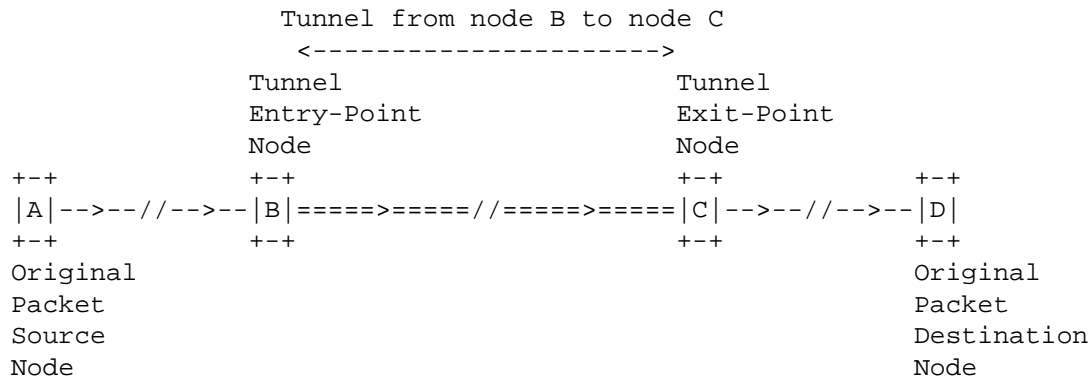 Tunnel from node B to node C
                   <---------------------->
                Tunnel                     Tunnel
                Entry-Point                Exit-Point
                Node                       Node
+-+            +-+                        +-+            +-+
|A|-->--//-->--|B|=====>=====//=====>=====|C|-->--//-->--|D|
+-+            +-+                        +-+            +-+
Original                                                 Original
Packet                                                   Packet
Source                                                   Destination
Node                                                     Node